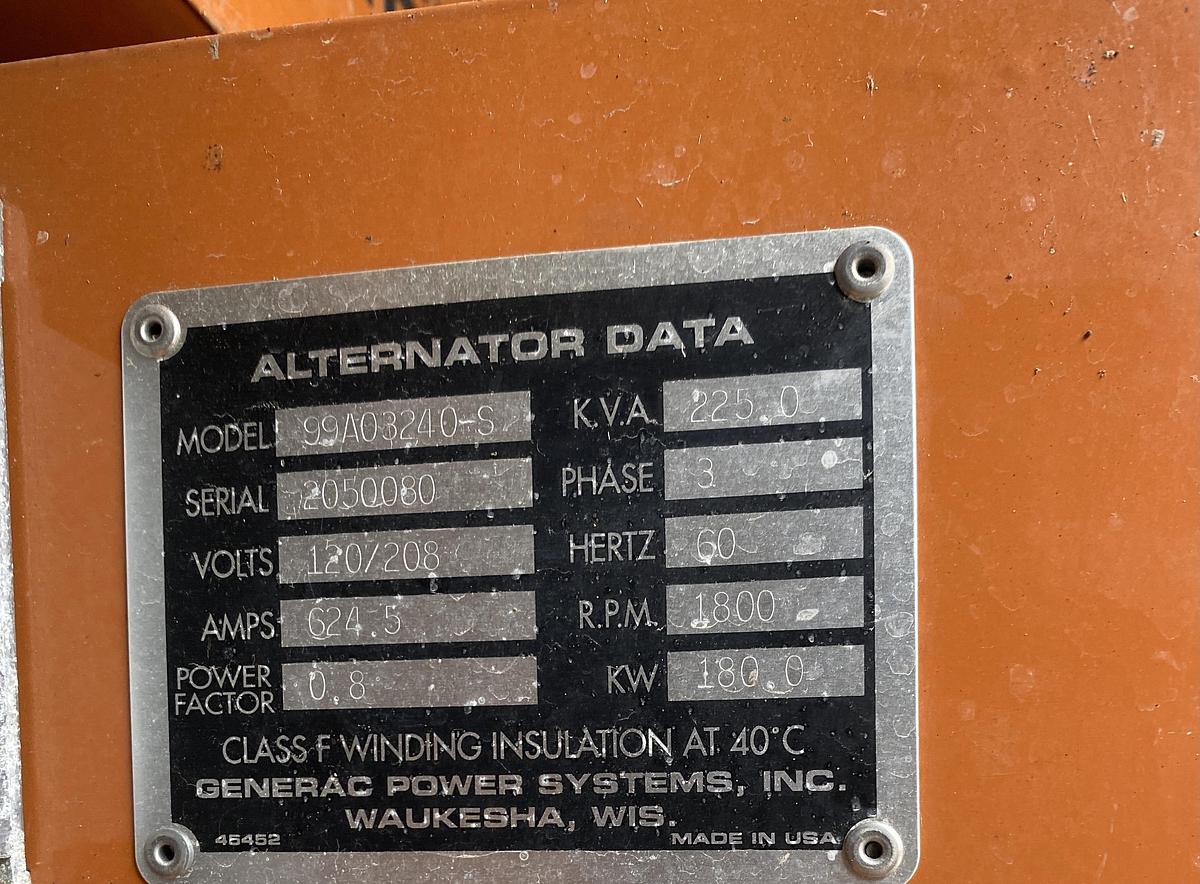 ALTERNATOR DATA
MODEL 99A03240-S K.V.A. 225.0
SERIAL 2050080 PHASE 3
VOLTS 120/208 HERTZ 60
AMPS 624.5 R.P.M. 1800
POWER FACTOR 0.8 KW 180.0
CLASS F WINDING INSULATION AT 40°C
GENERAC POWER SYSTEMS, INC.
WAUKESHA, WIS.
45452 MADE IN USA